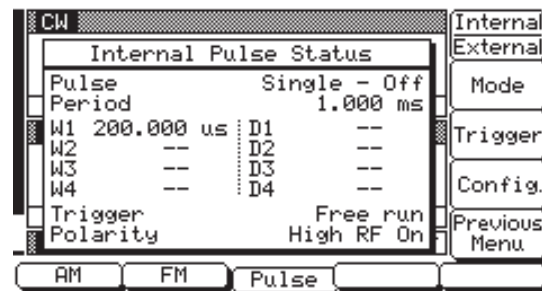 CW
Internal Pulse Status
Pulse Single - Off
Period 1.000 ms
W1 200.000 us D1 --
W2 -- D2 --
W3 -- D3 --
W4 -- D4 --
Trigger Free run
Polarity High RF On
Internal
External
Mode
Trigger
Config.
Previous
Menu
AM FM Pulse